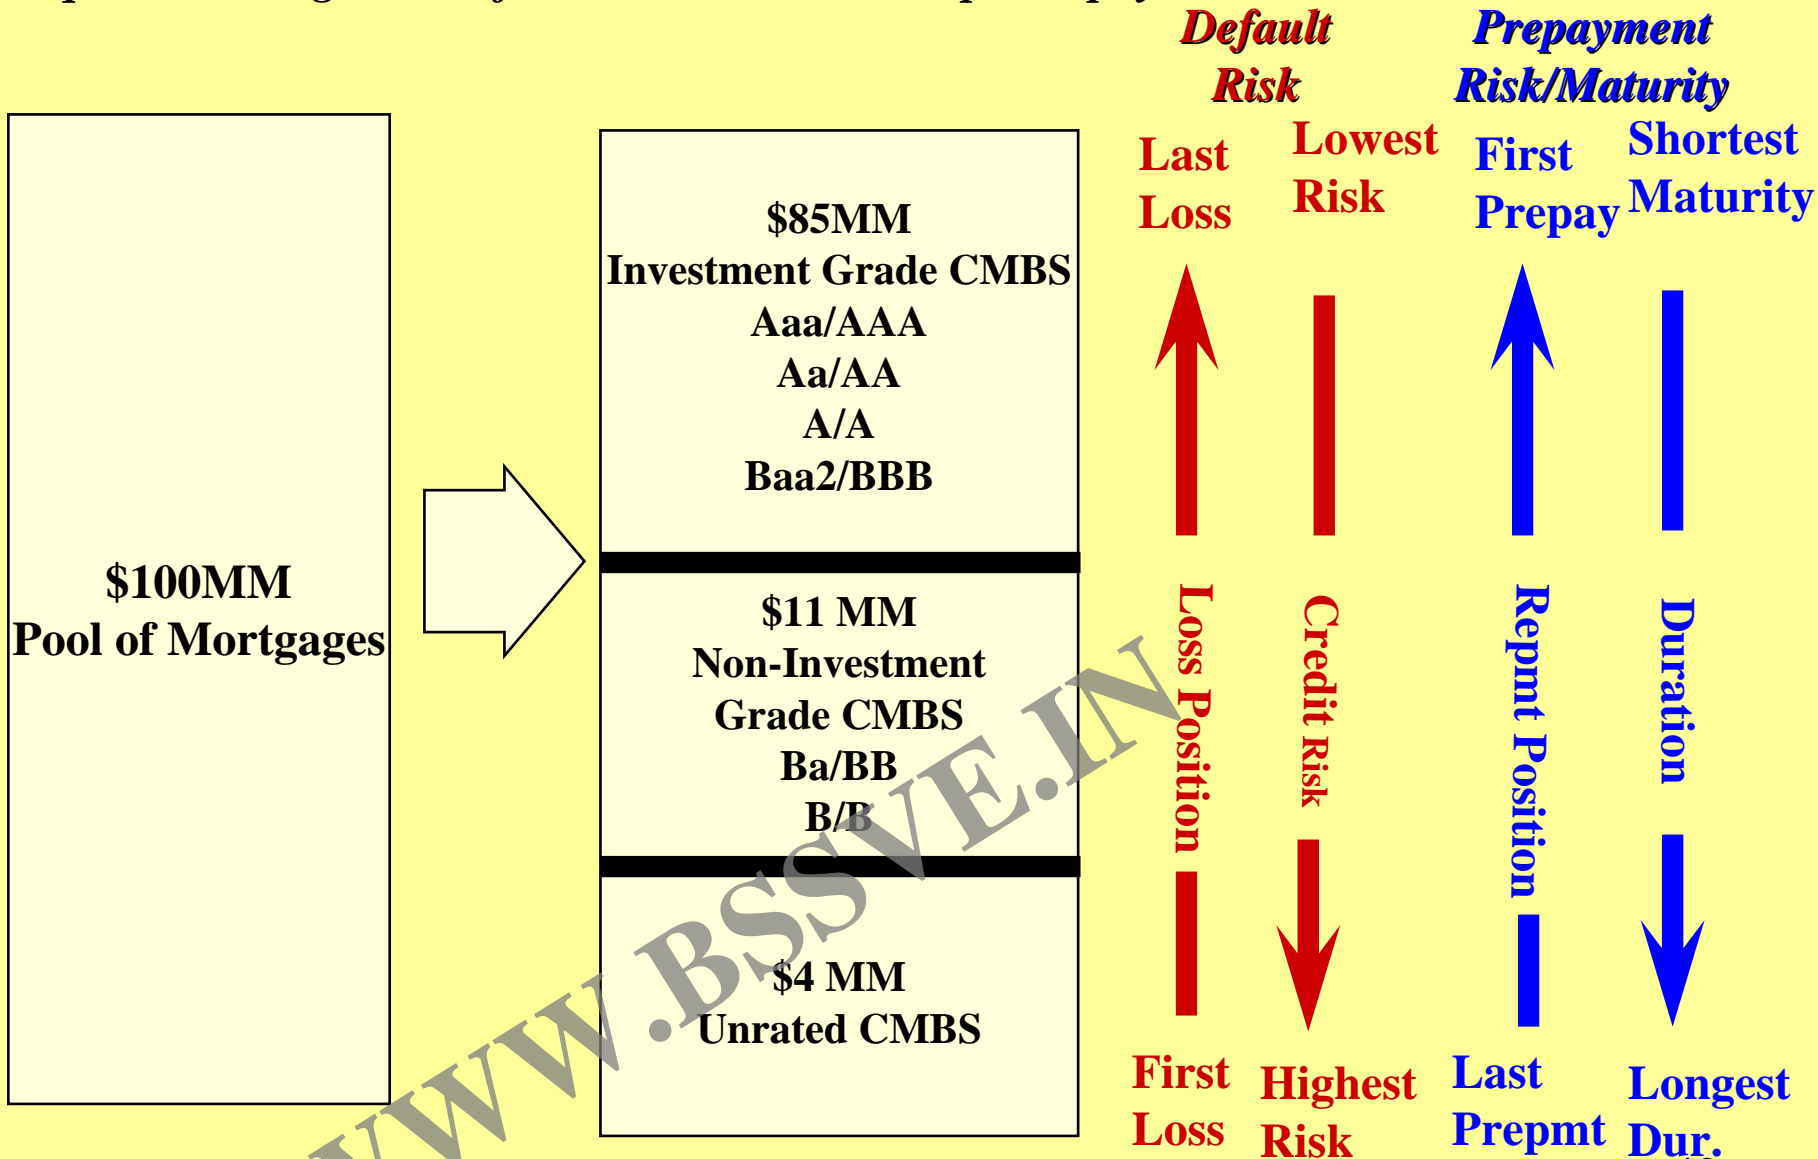 Default
Risk
Prepayment
Risk/Maturity
Last
Loss
Lowest
Risk
First
Prepay
Shortest
Maturity
$100MM
Pool of Mortgages
$85MM
Investment Grade CMBS
Aaa/AAA
Aa/AA
A/A
Baa2/BBB
$11 MM
Non-Investment
Grade CMBS
Ba/BB
B/B
$4 MM
Unrated CMBS
Loss Position
Credit Risk
Repmt Position
Duration
First
Loss
Highest
Risk
Last
Prepmt
Longest
Dur.
WWW.BSSVE.IN